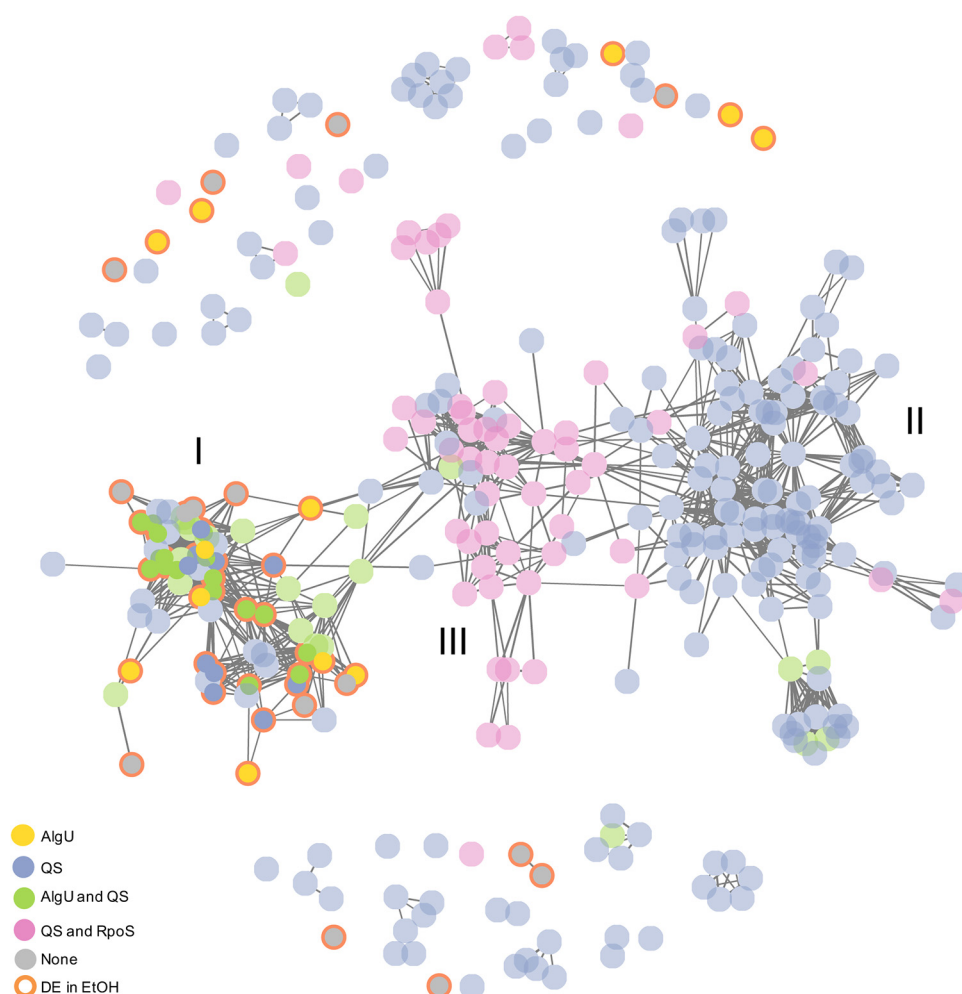 I
II
III
AlgU
QS
AlgU and QS
QS and RpoS
None
DE in EtOH